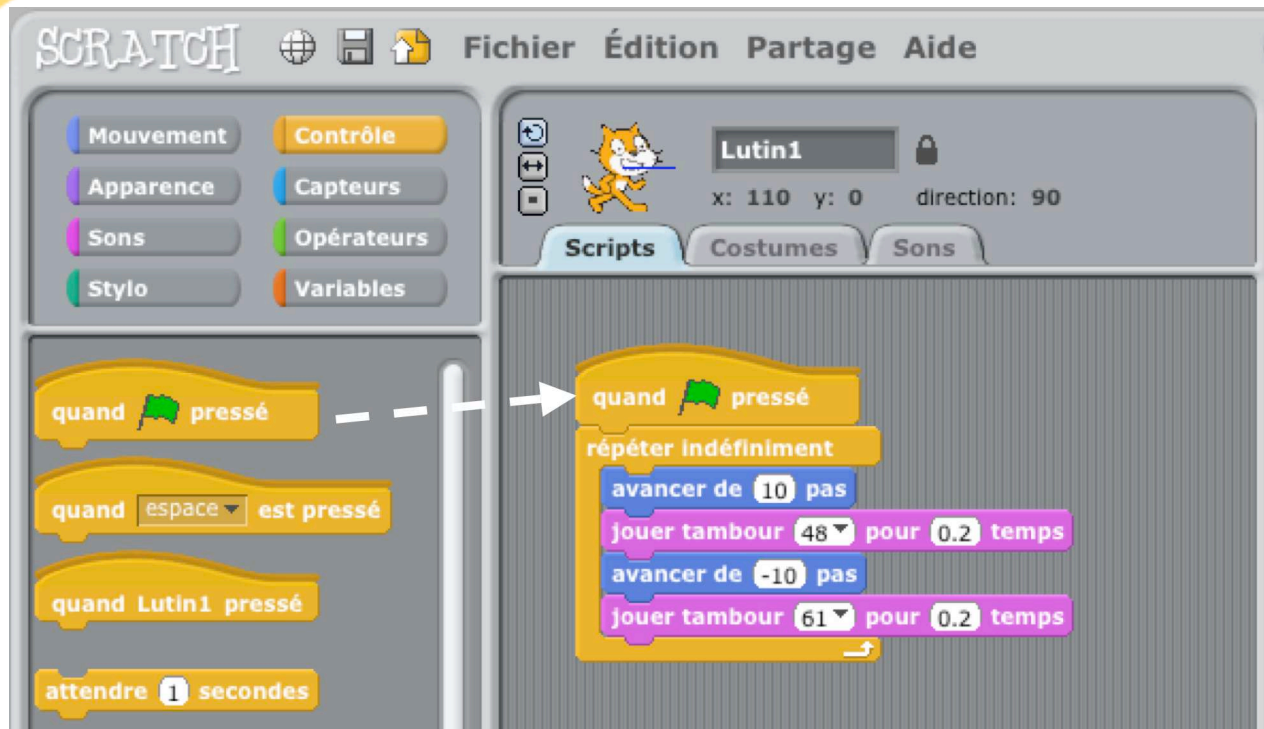 SCRATCH Fichier Édition Partage Aide
Mouvement Contrôle
Apparence Capteurs
Sons Opérateurs
Stylo Variables
quand pressé
quand espace est pressé
quand Lutin1 pressé
attendre 1 secondes
Lutin1
x: 110 y: 0 direction: 90
Scripts Costumes Sons
quand pressé
répéter indéfiniment
avancer de 10 pas
jouer tambour 48 pour 0.2 temps
avancer de -10 pas
jouer tambour 61 pour 0.2 temps